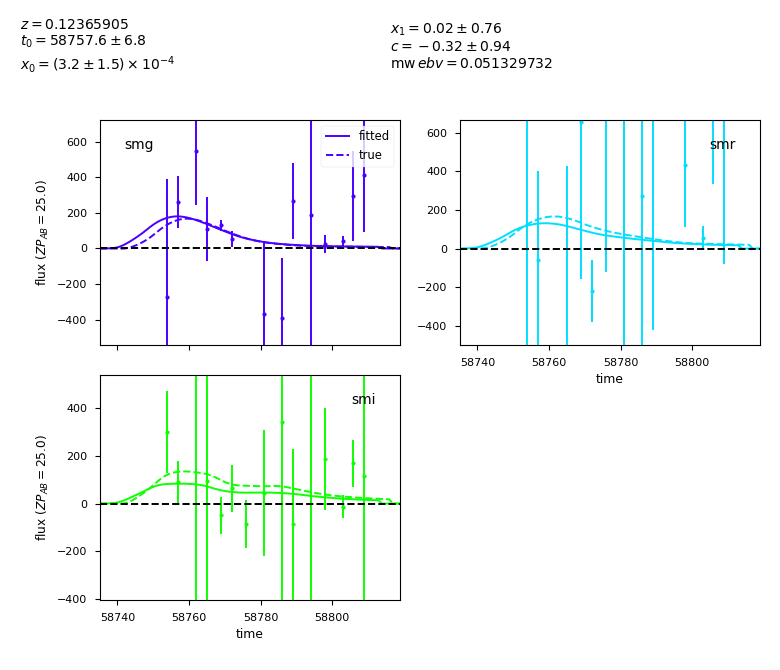 z = 0.12365905
t₀ = 58757.6 ± 6.8
x₀ = (3.2 ± 1.5) × 10⁻⁴
x₁ = 0.02 ± 0.76
c = −0.32 ± 0.94
mw ebv = 0.051329732
smg
fitted
true
600
400
200
0
−200
−400
flux (ZP_AB = 25.0)
smr
600
400
200
0
−200
−400
58740 58760 58780 58800
time
smi
400
200
0
−200
−400
flux (ZP_AB = 25.0)
58740 58760 58780 58800
time